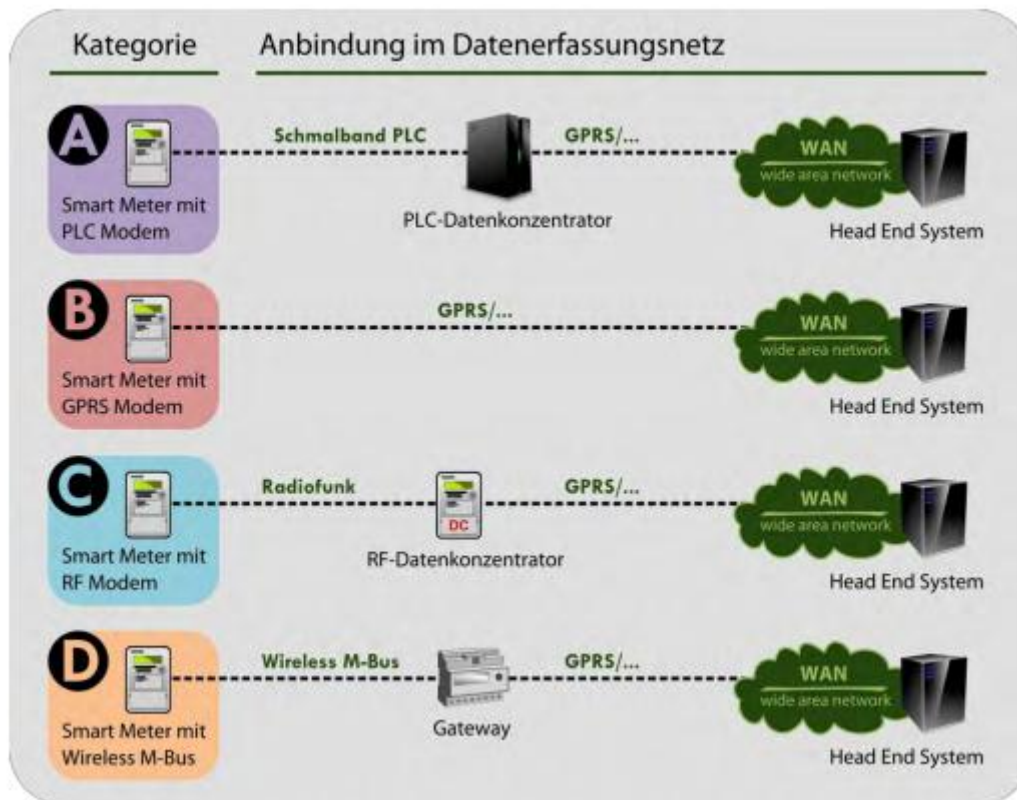 Kategorie
Anbindung im Datenerfassungsnetz
A
Schmalband PLC
GPRS/...
WAN
wide area network
Smart Meter mit
PLC Modem
PLC-Datenkonzentrator
Head End System
B
GPRS/...
WAN
wide area network
Smart Meter mit
GPRS Modem
Head End System
C
Radiofunk
GPRS/...
WAN
wide area network
DC
Smart Meter mit
RF Modem
RF-Datenkonzentrator
Head End System
D
Wireless M-Bus
GPRS/...
WAN
wide area network
Smart Meter mit
Wireless M-Bus
Gateway
Head End System